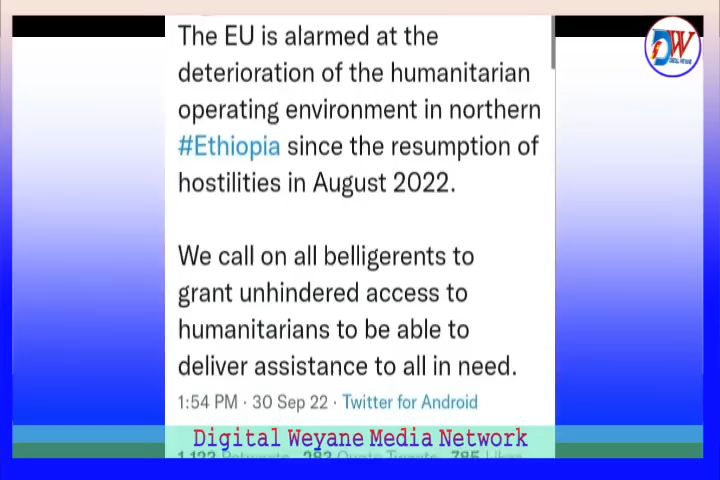 DW
DIGITAL WEYANE
The EU is alarmed at the
deterioration of the humanitarian
operating environment in northern
#Ethiopia since the resumption of
hostilities in August 2022.
We call on all belligerents to
grant unhindered access to
humanitarians to be able to
deliver assistance to all in need.
1:54 PM · 30 Sep 22 · Twitter for Android
Digital Weyane Media Network